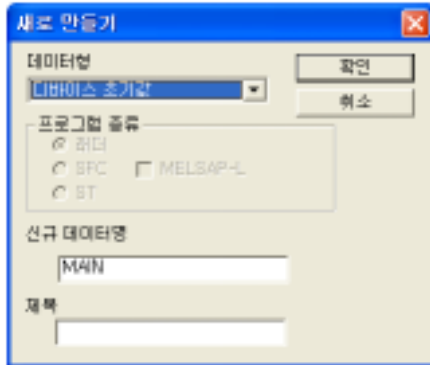 새로 만들기
데이터형
확인
디바이스 초기값
취소
프로그램 종류
래더
SFC MELSAP-L
ST
신규 데이터명
MAIN
제목